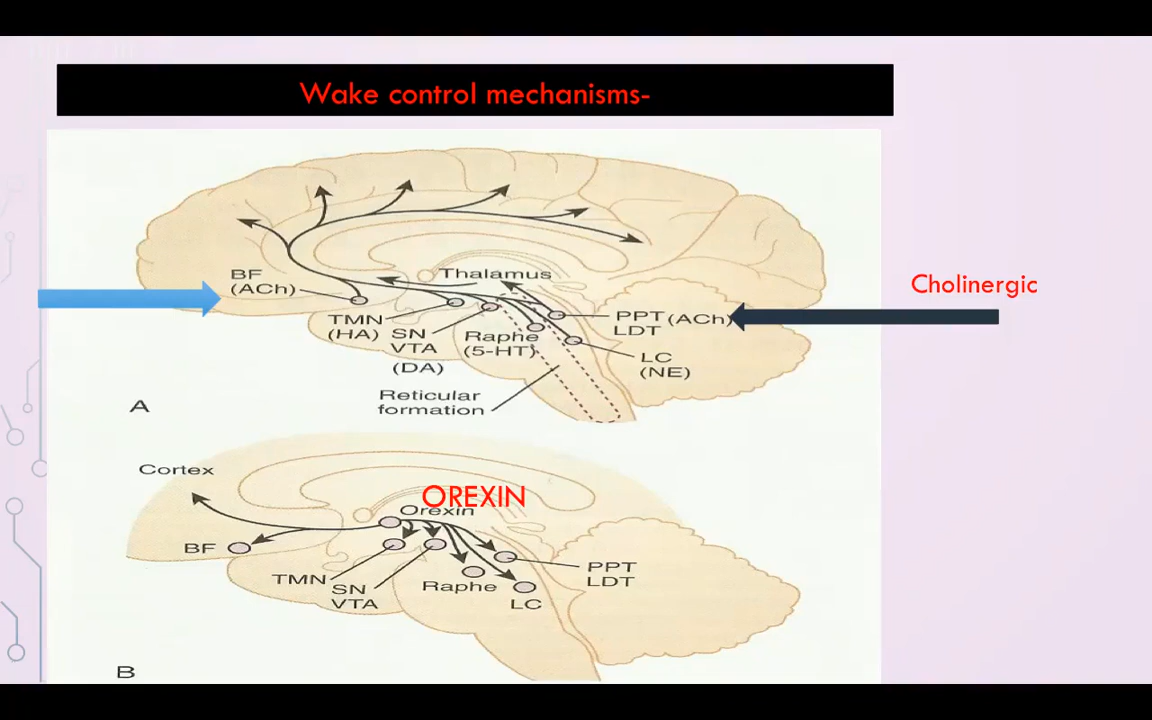 Wake control mechanisms-
Thalamus
BF
(ACh)
Cholinergic
TMN
(HA)
SN
VTA
(DA)
Raphe
(5-HT)
PPT (ACh)
LDT
LC
(NE)
Reticular
formation
A
Cortex
OREXIN
Orexin
BF
TMN
SN
VTA
Raphe
LC
PPT
LDT
B